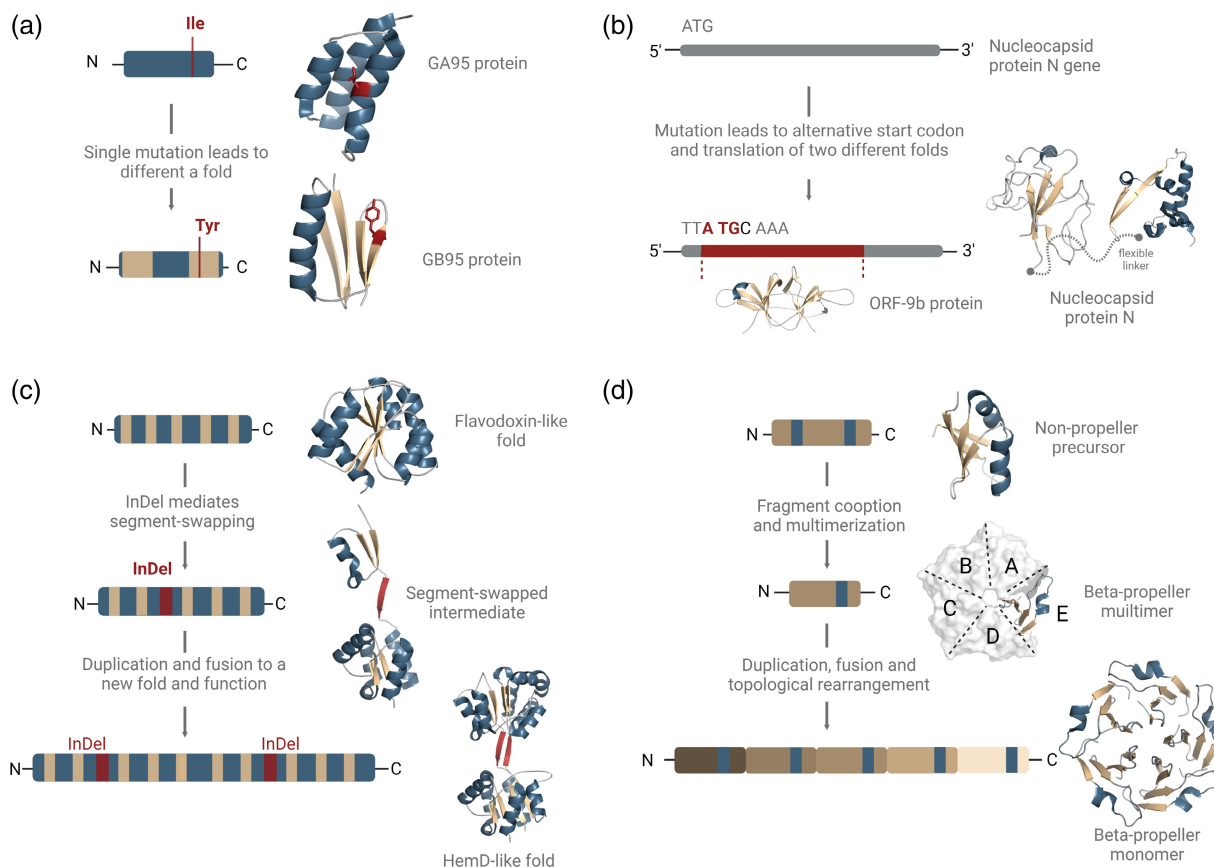 (a)
Ile
N
C
GA95 protein
Single mutation leads to
different a fold
Tyr
N
C
GB95 protein
(b)
ATG
5'
3'
Nucleocapsid
protein N gene
Mutation leads to alternative start codon
and translation of two different folds
TTA TGC AAA
5'
3'
ORF-9b protein
flexible
linker
Nucleocapsid
protein N
(c)
N
C
Flavodoxin-like
fold
InDel mediates
segment-swapping
InDel
N
C
Segment-swapped
intermediate
Duplication and fusion to a
new fold and function
InDel
InDel
N
C
HemD-like fold
(d)
N
C
Non-propeller
precursor
Fragment cooption
and multimerization
N
C
B
A
C
D
E
Beta-propeller
muiltimer
Duplication, fusion and
topological rearrangement
N
C
Beta-propeller
monomer